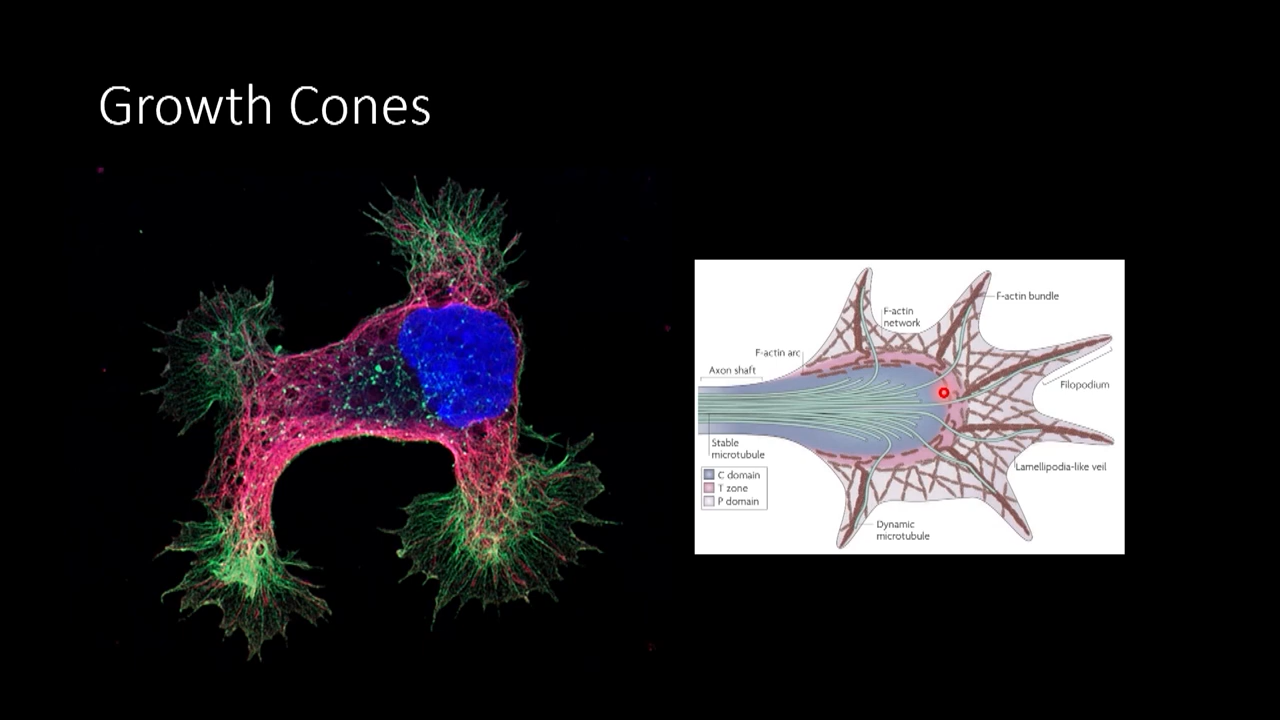 Growth Cones
F-actin bundle
F-actin
network
F-actin arc
Axon shaft
Filopodium
Stable
microtubule
Lamellipodia-like veil
C domain
T zone
P domain
Dynamic
microtubule